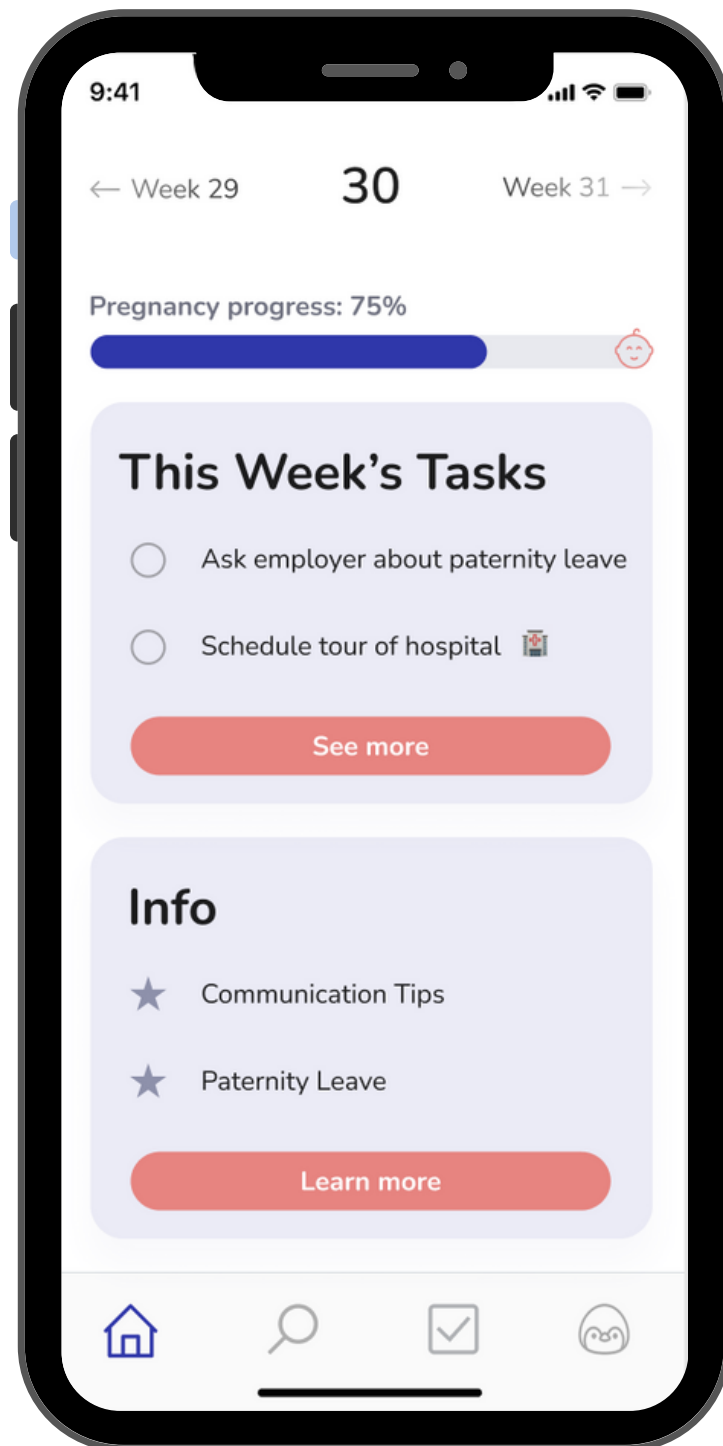 9:41
← Week 29
30
Week 31 →
Pregnancy progress: 75%
This Week’s Tasks
Ask employer about paternity leave
Schedule tour of hospital 🏥
See more
Info
★ Communication Tips
★ Paternity Leave
Learn more